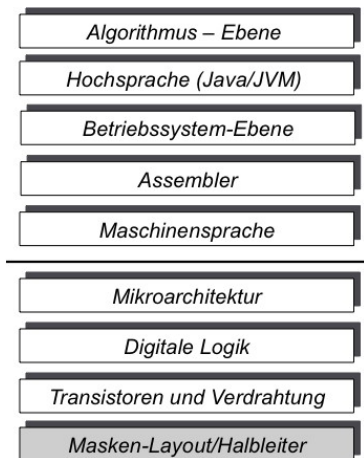 Algorithmus – Ebene
Hochsprache (Java/JVM)
Betriebssystem-Ebene
Assembler
Maschinensprache
Mikroarchitektur
Digitale Logik
Transistoren und Verdrahtung
Masken-Layout/Halbleiter